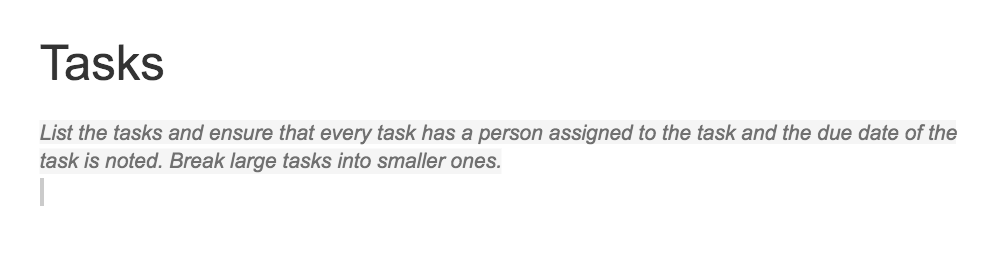 Tasks
List the tasks and ensure that every task has a person assigned to the task and the due date of the
task is noted. Break large tasks into smaller ones.